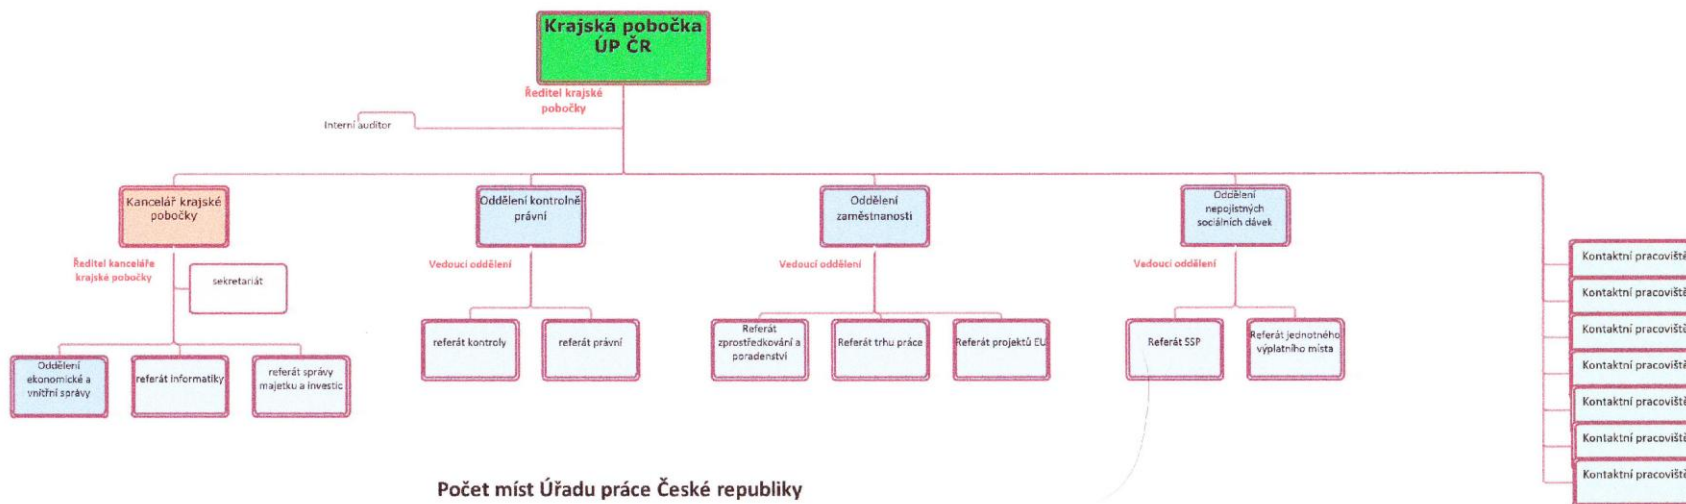 Krajská pobočka
ÚP ČR
Ředitel krajské
pobočky
Interní auditor
Kancelář krajské
pobočky
Oddělení kontrolně
právní
Oddělení
zaměstnanosti
Oddělení
nepojistných
sociálních dávek
Ředitel kanceláře
krajské pobočky
sekretariát
Vedoucí oddělení
Vedoucí oddělení
Vedoucí oddělení
Oddělení
ekonomické a
vnitřní správy
referát informatiky
referát správy
majetku a investic
referát kontroly
referát právní
Referát
zprostředkování a
poradenství
Referát trhu práce
Referát projektů EU
Referát SSP
Referát jednotného
výplatního místa
Kontaktní pracoviště
Kontaktní pracoviště
Kontaktní pracoviště
Kontaktní pracoviště
Kontaktní pracoviště
Kontaktní pracoviště
Kontaktní pracoviště
Počet míst Úřadu práce České republiky